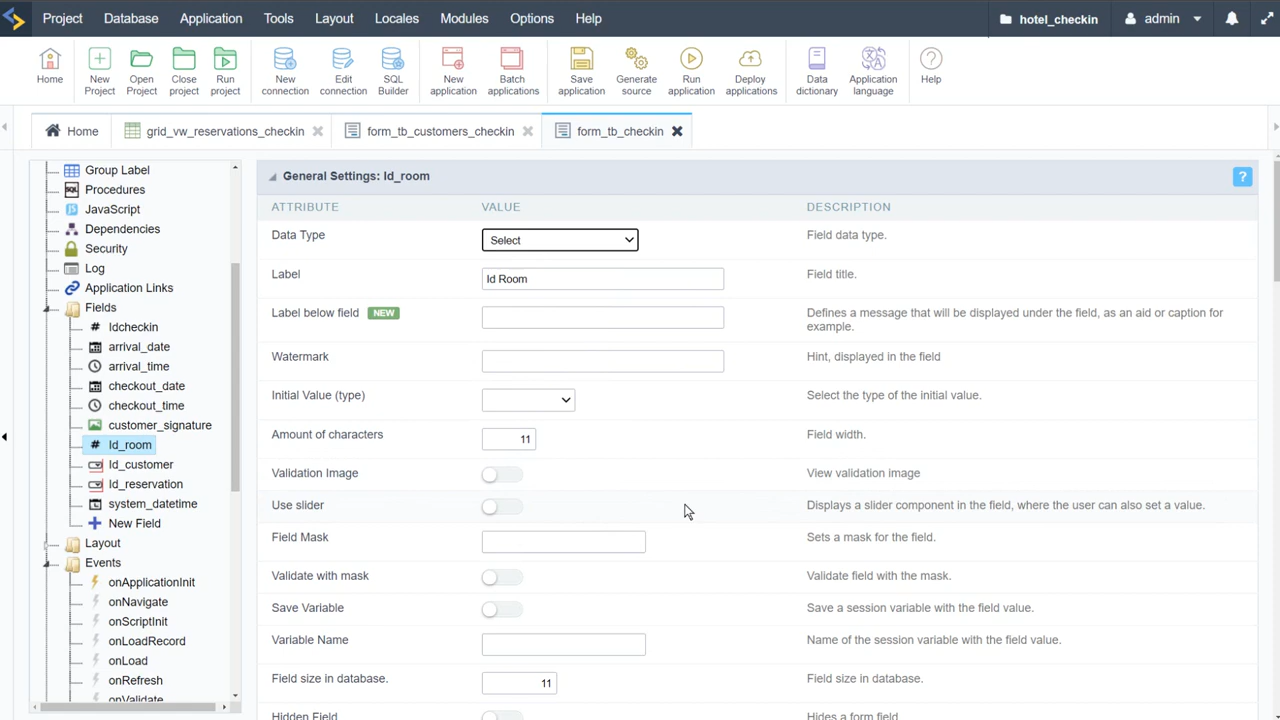 Project Database Application Tools Layout Locales Modules Options Help hotel_checkin admin
Home New Project Open Project Close project Run project New connection Edit connection SQL Builder New application Batch applications Save application Generate source Run application Deploy applications Data dictionary Application language Help
Home grid_vw_reservations_checkin form_tb_customers_checkin form_tb_checkin
Group Label
Procedures
JavaScript
Dependencies
Security
Log
Application Links
Fields
Idcheckin
arrival_date
arrival_time
checkout_date
checkout_time
customer_signature
Id_room
Id_customer
Id_reservation
system_datetime
New Field
Layout
Events
onApplicationInit
onNavigate
onScriptInit
onLoadRecord
onLoad
onRefresh
onValidate
General Settings: Id_room ?
ATTRIBUTE VALUE DESCRIPTION
Data Type Select Field data type.
Label Id Room Field title.
Label below field NEW Defines a message that will be displayed under the field, as an aid or caption for
example.
Watermark Hint, displayed in the field
Initial Value (type) Select the type of the initial value.
Amount of characters 11 Field width.
Validation Image View validation image
Use slider Displays a slider component in the field, where the user can also set a value.
Field Mask Sets a mask for the field.
Validate with mask Validate field with the mask.
Save Variable Save a session variable with the field value.
Variable Name Name of the session variable with the field value.
Field size in database. 11 Field size in database.
Hidden Field Hides a form field